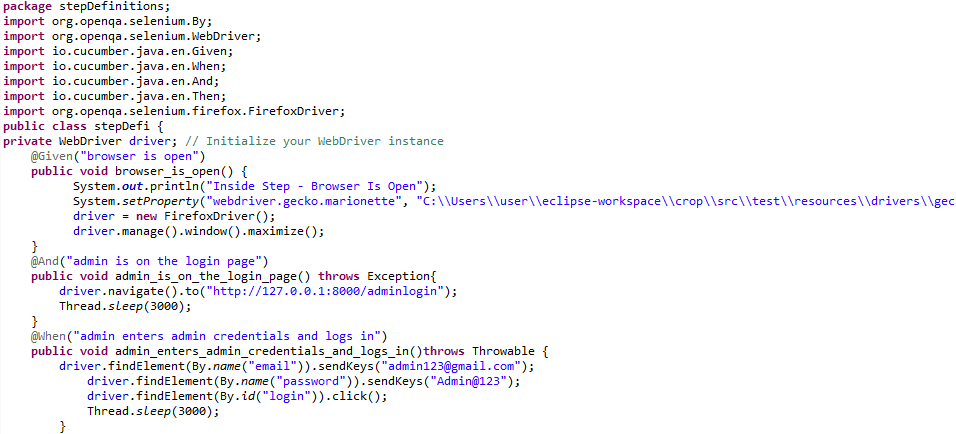 package stepDefinitions;
import org.openqa.selenium.By;
import org.openqa.selenium.WebDriver;
import io.cucumber.java.en.Given;
import io.cucumber.java.en.When;
import io.cucumber.java.en.And;
import io.cucumber.java.en.Then;
import org.openqa.selenium.firefox.FirefoxDriver;
public class stepDefi {
private WebDriver driver; // Initialize your WebDriver instance
    @Given("browser is open")
    public void browser_is_open() {
          System.out.println("Inside Step - Browser Is Open");
          System.setProperty("webdriver.gecko.marionette", "C:\\Users\\user\\eclipse-workspace\\crop\\src\\test\\resources\\drivers\\gec
          driver = new FirefoxDriver();
          driver.manage().window().maximize();
    }
    @And("admin is on the login page")
    public void admin_is_on_the_login_page() throws Exception{
        driver.navigate().to("http://127.0.0.1:8000/adminlogin");
        Thread.sleep(3000);
    }
    @When("admin enters admin credentials and logs in")
    public void admin_enters_admin_credentials_and_logs_in()throws Throwable {
        driver.findElement(By.name("email")).sendKeys("admin123@gmail.com");
            driver.findElement(By.name("password")).sendKeys("Admin@123");
            driver.findElement(By.id("login")).click();
            Thread.sleep(3000);
        }